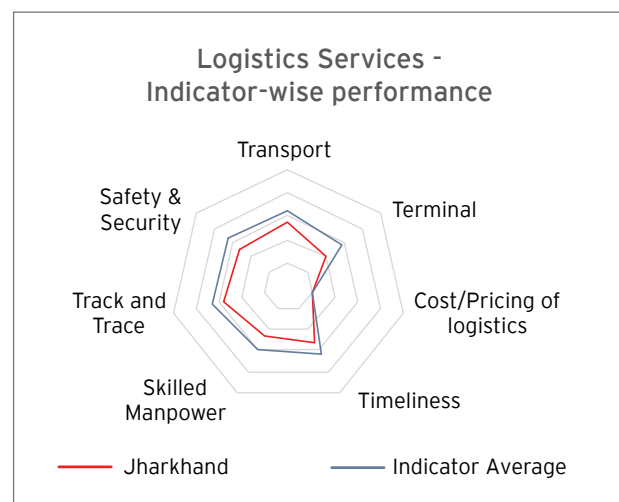 Logistics Services -
Indicator-wise performance
Transport
Safety &
Security
Terminal
Track and
Trace
Cost/Pricing of
logistics
Skilled
Manpower
Timeliness
Jharkhand
Indicator Average